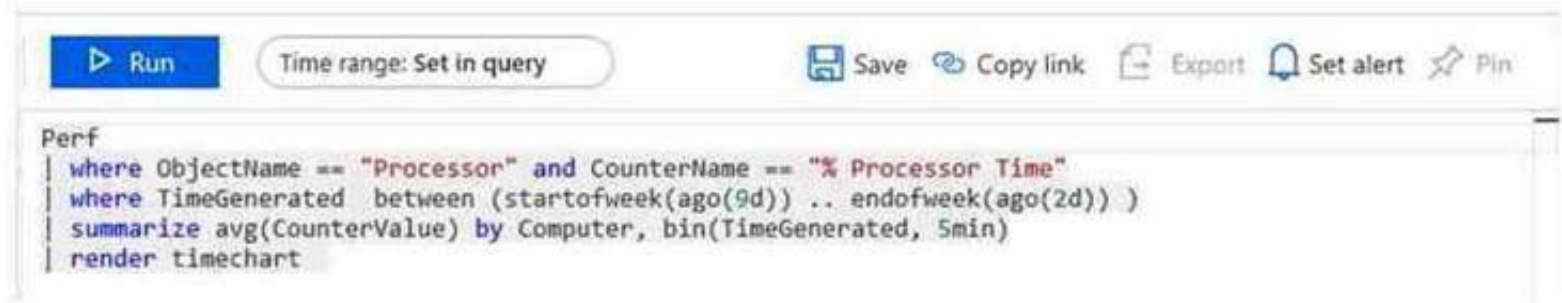 Run Time range: Set in query Save Copy link Export Set alert Pin
Perf
| where ObjectName == "Processor" and CounterName == "% Processor Time"
| where TimeGenerated  between (startofweek(ago(9d)) .. endofweek(ago(2d)) )
| summarize avg(CounterValue) by Computer, bin(TimeGenerated, 5min)
| render timechart